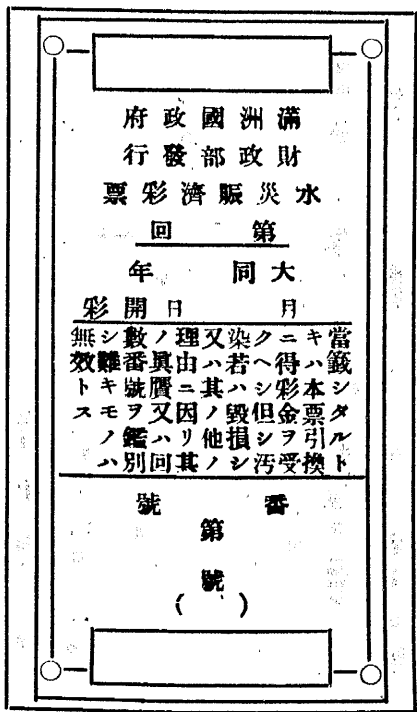 滿洲國政府
財政部發行
水災賑濟彩票
第　回
大同　年
月　日開彩
當籤シタルト
キハ本票引換
ニ得彩金ヲ受
クヘシ但シ汚
染若ハ毀損シ
又ハ其ノ他ノ
理由ニ因リ其
ノ眞贋又ハ回
數番號ヲ鑑別
シ難キモノハ
無效トス
番　號
第
號
(　)